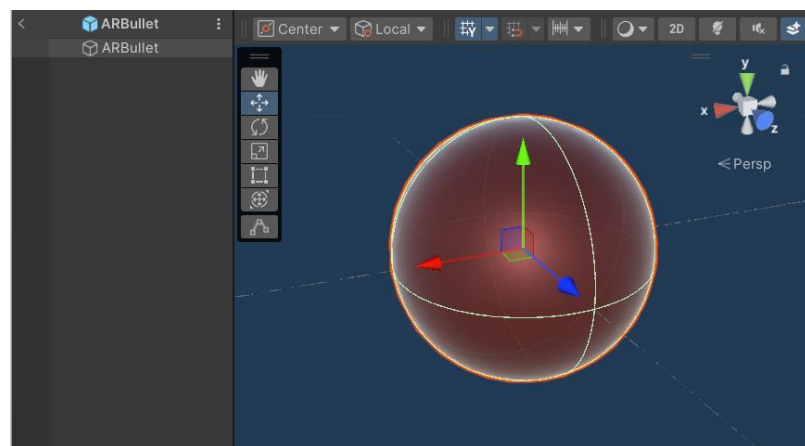 ARBullet
ARBullet
Center Local 2D
y
x
z
Persp